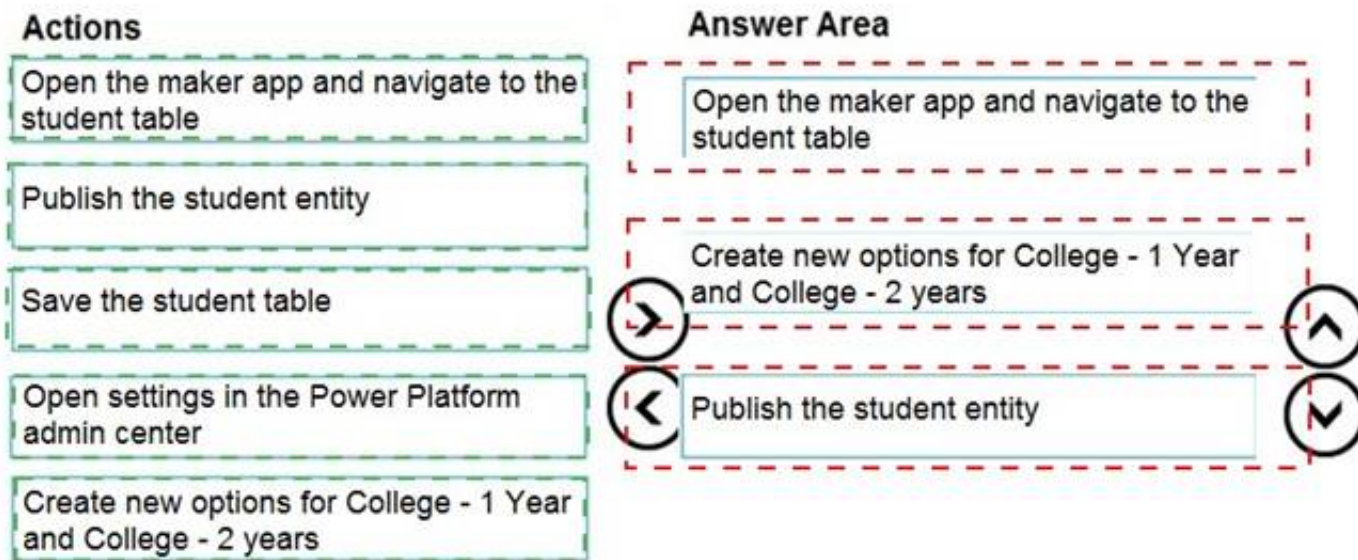 Actions
Open the maker app and navigate to the
student table
Publish the student entity
Save the student table
Open settings in the Power Platform
admin center
Create new options for College - 1 Year
and College - 2 years
Answer Area
Open the maker app and navigate to the
student table
Create new options for College - 1 Year
and College - 2 years
Publish the student entity